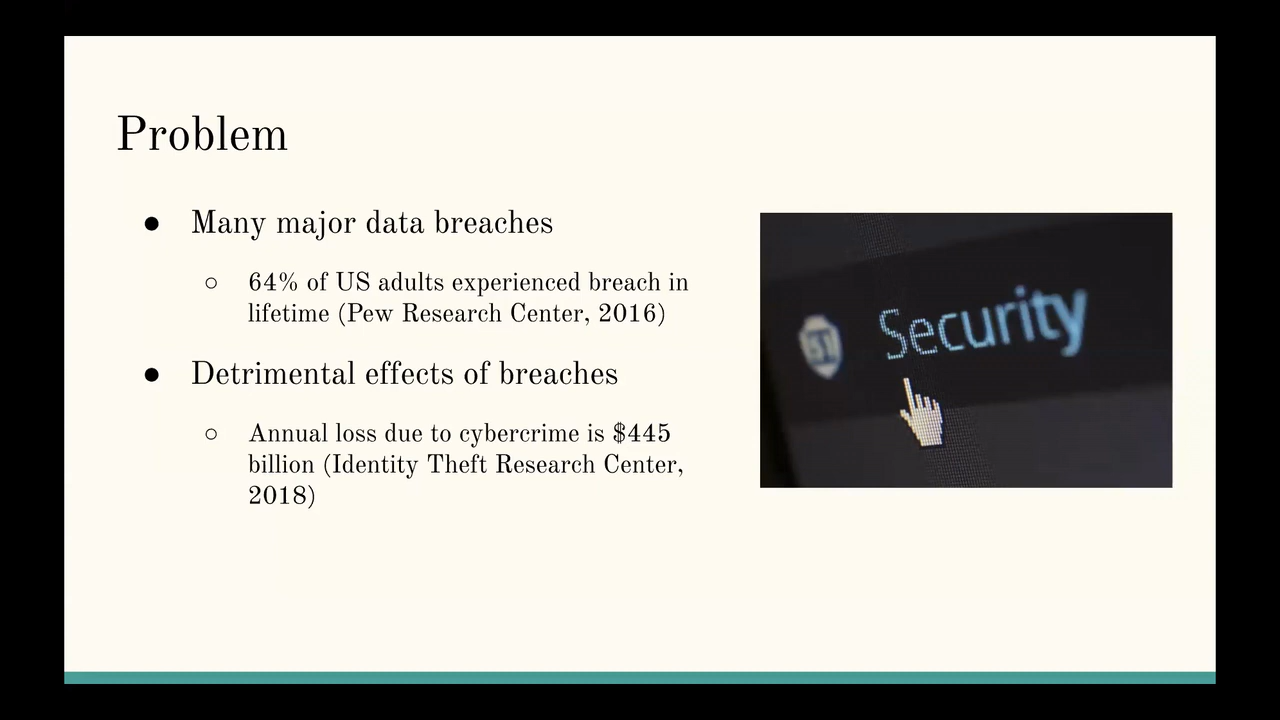 Problem
● Many major data breaches
○ 64% of US adults experienced breach in
lifetime (Pew Research Center, 2016)
● Detrimental effects of breaches
○ Annual loss due to cybercrime is $445
billion (Identity Theft Research Center,
2018)
Security